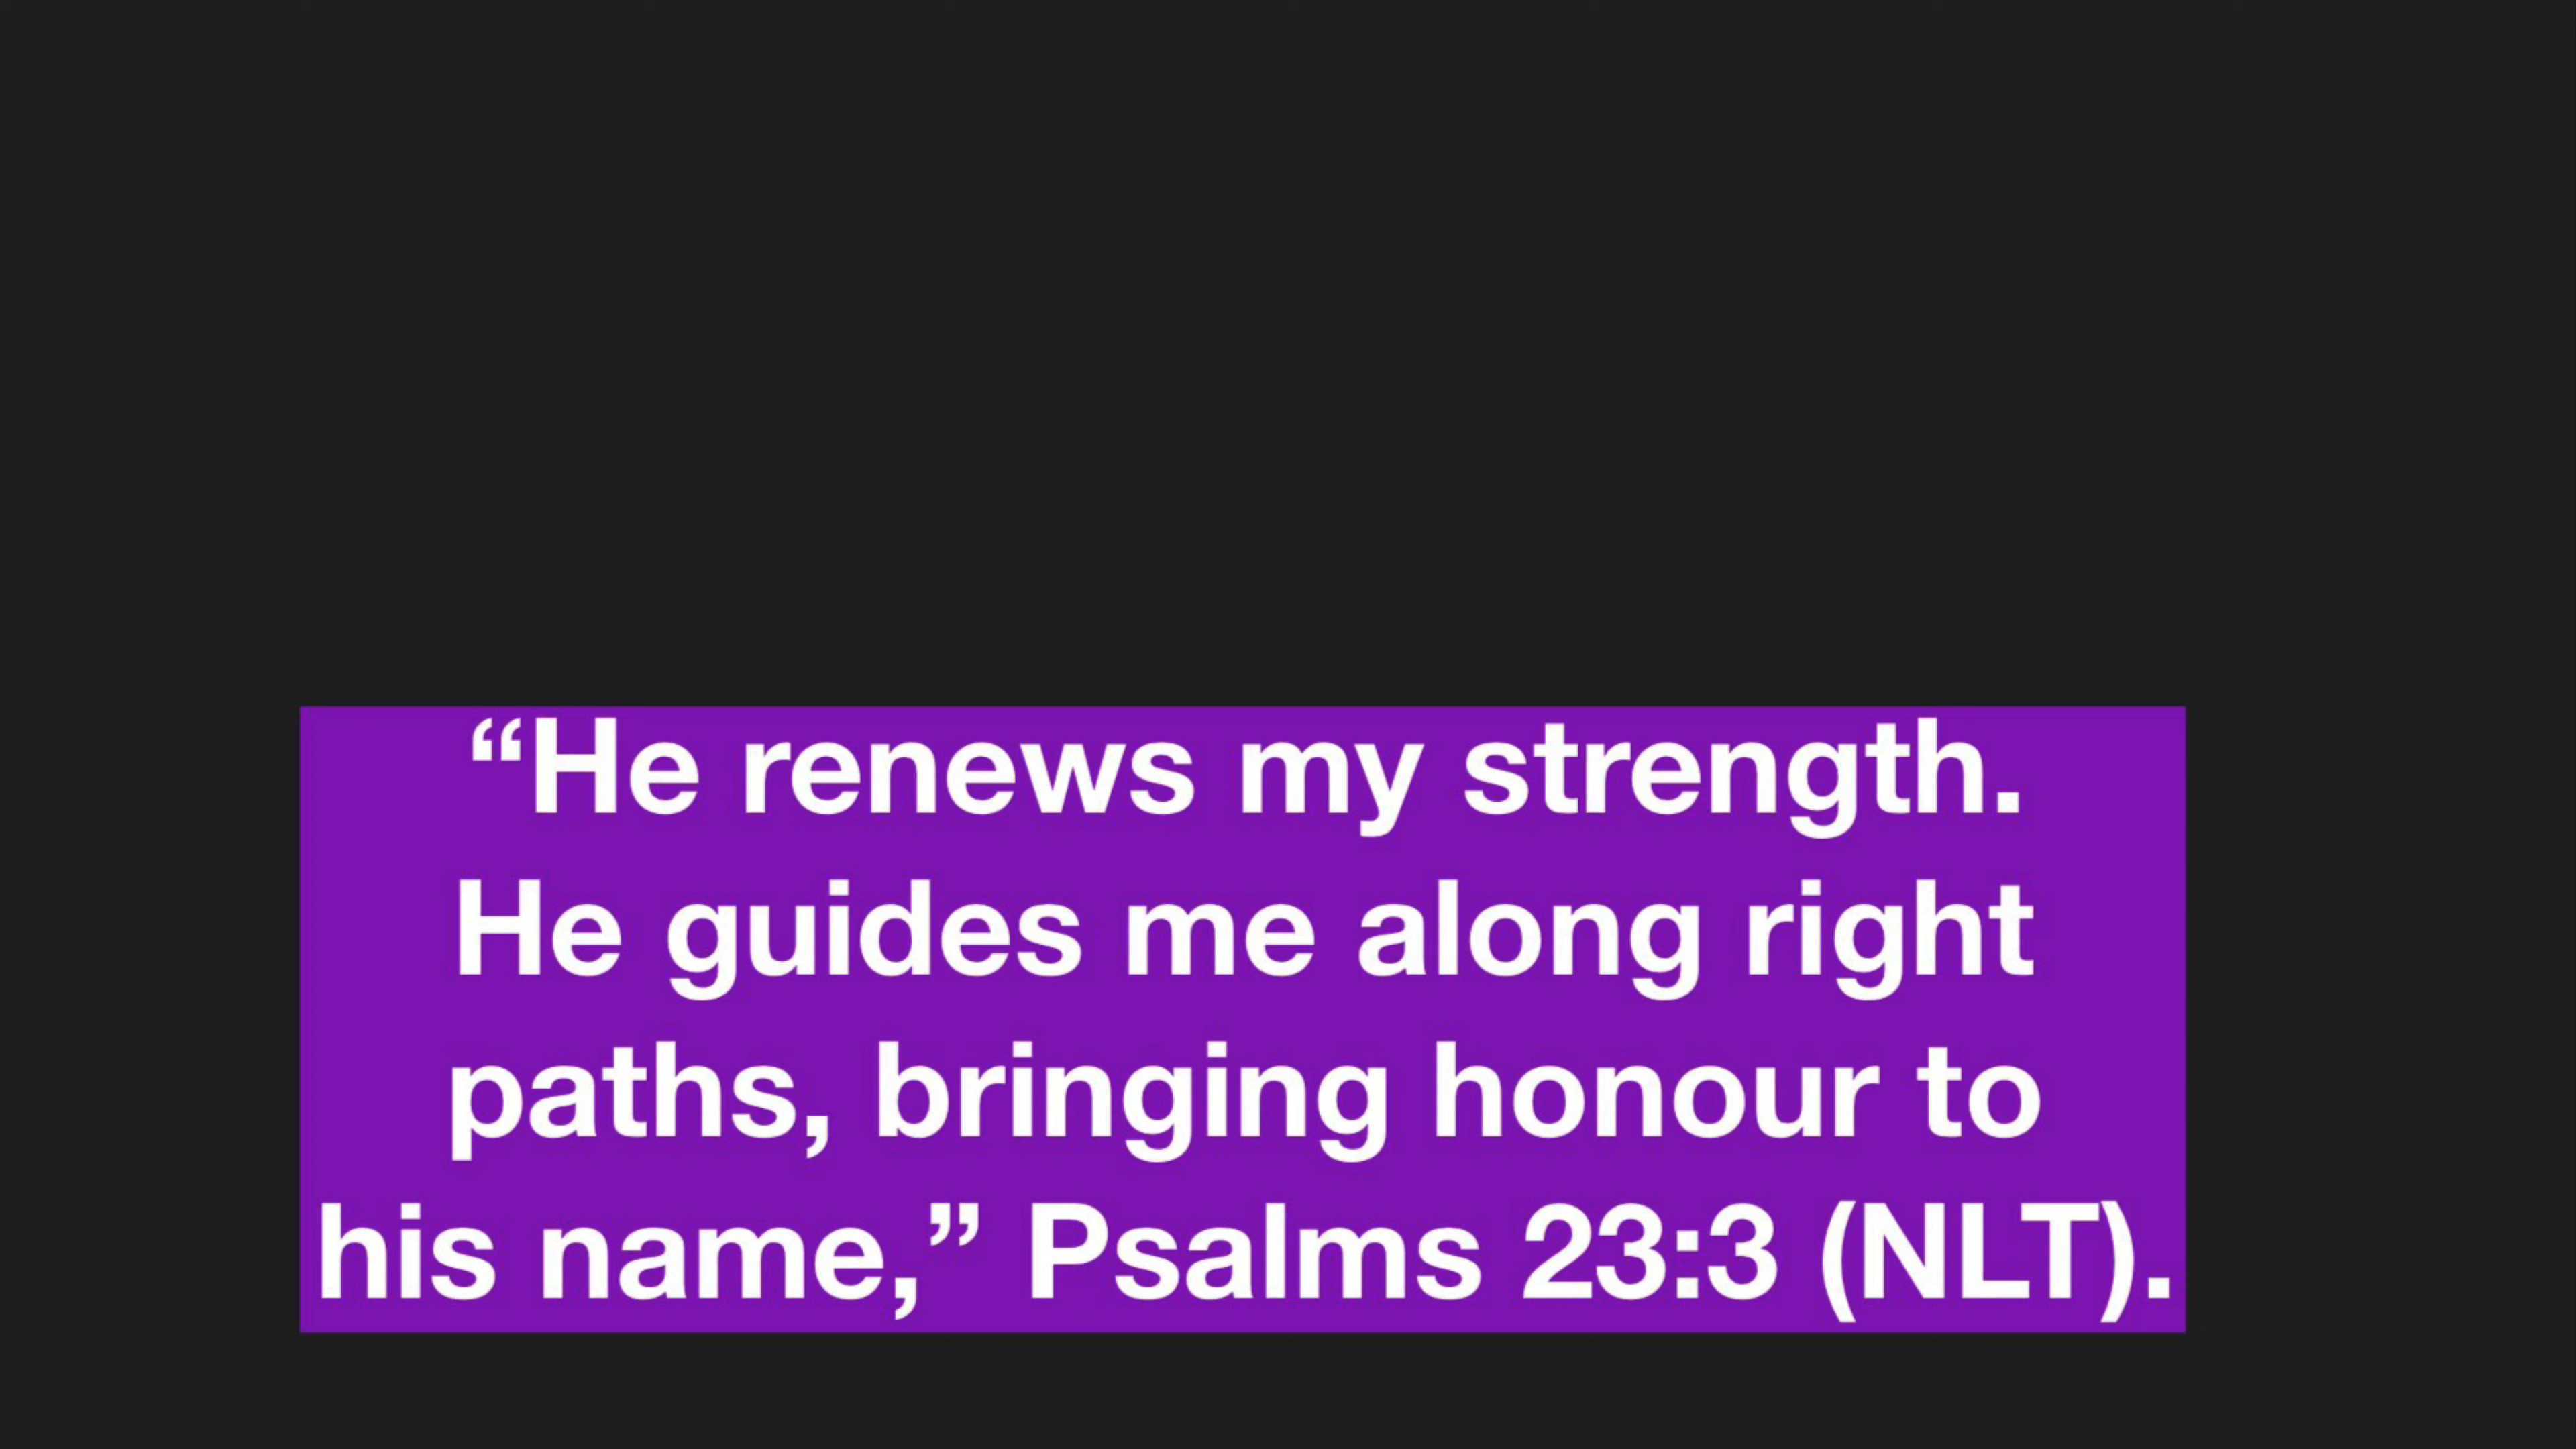 “He renews my strength.
He guides me along right
paths, bringing honour to
his name,” Psalms 23:3 (NLT).